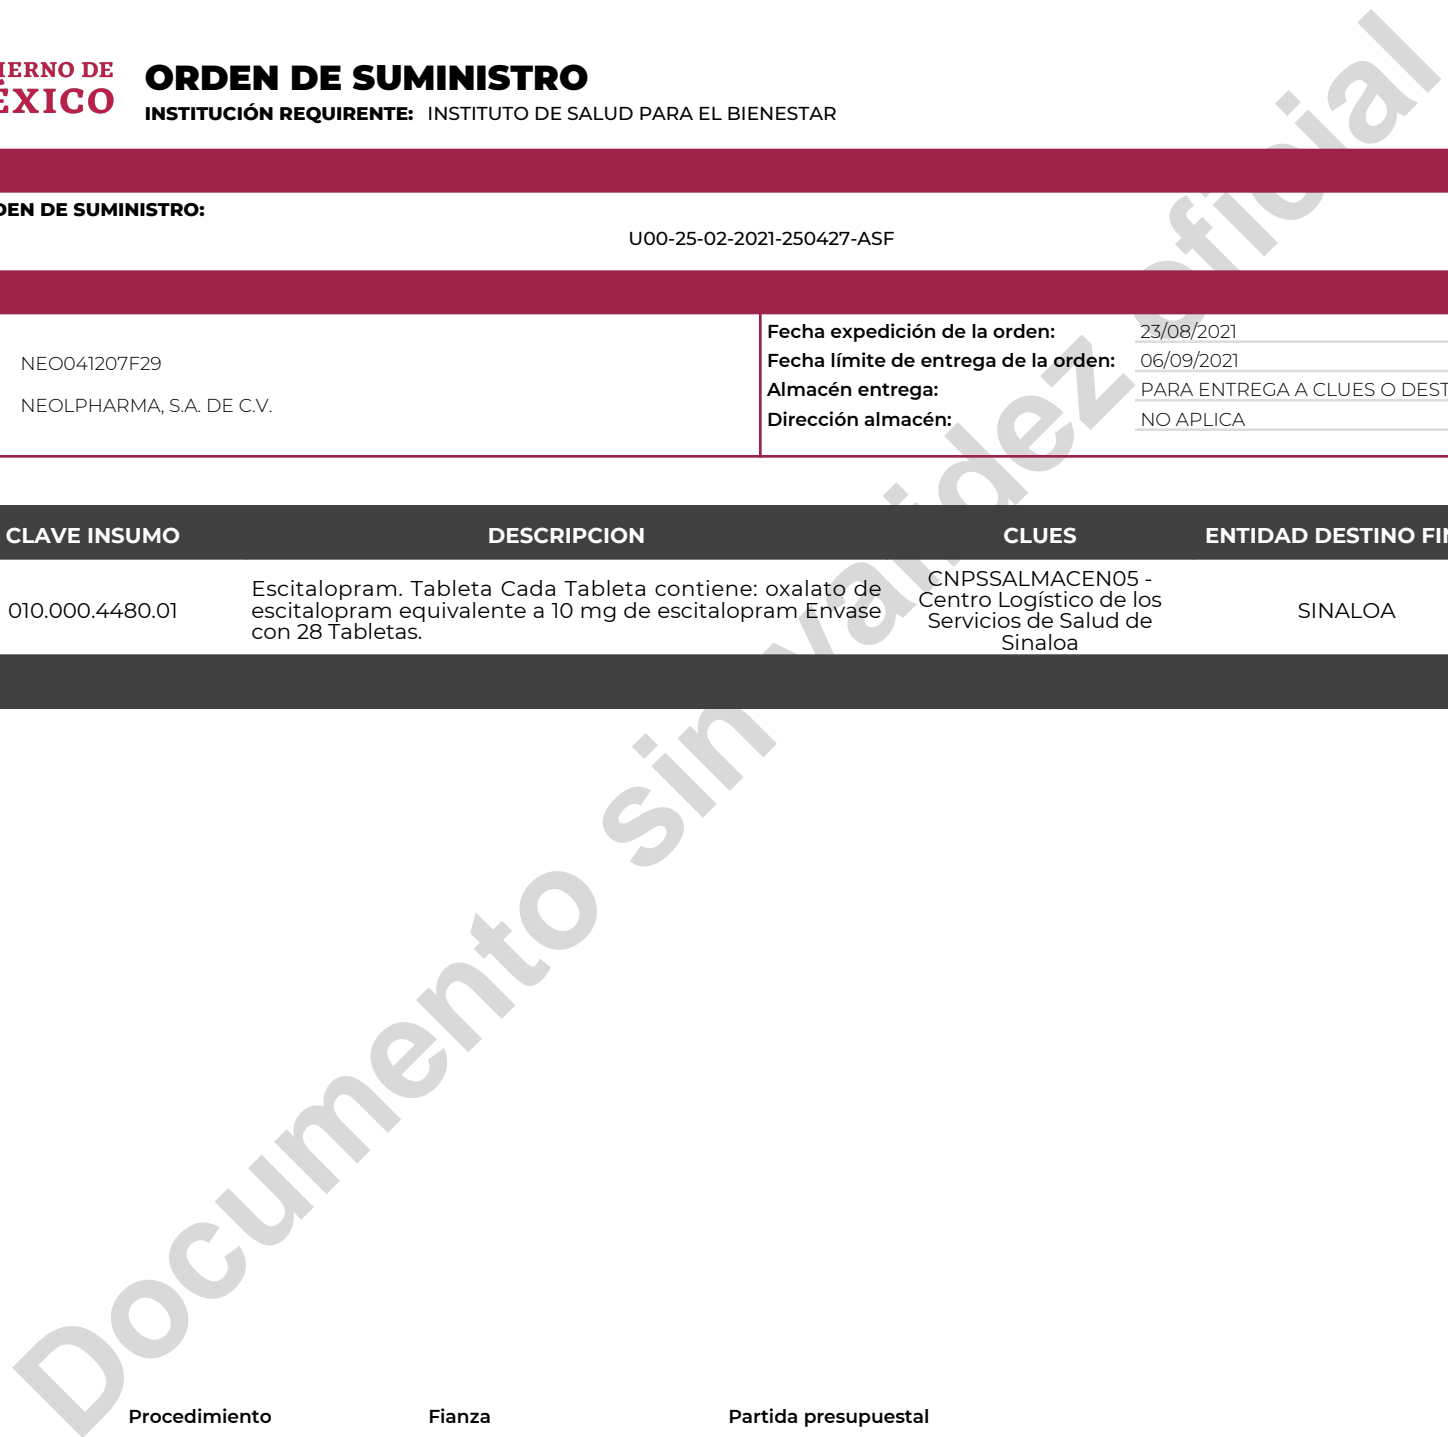 IERNO DE
ÉXICO
ORDEN DE SUMINISTRO
INSTITUCIÓN REQUIRENTE: INSTITUTO DE SALUD PARA EL BIENESTAR
DEN DE SUMINISTRO:
U00-25-02-2021-250427-ASF
NEO041207F29
NEOLPHARMA, S.A. DE C.V.
Fecha expedición de la orden: 23/08/2021
Fecha límite de entrega de la orden: 06/09/2021
Almacén entrega: PARA ENTREGA A CLUES O DEST
Dirección almacén: NO APLICA
CLAVE INSUMO DESCRIPCION CLUES ENTIDAD DESTINO FIN
010.000.4480.01
Escitalopram. Tableta Cada Tableta contiene: oxalato de
escitalopram equivalente a 10 mg de escitalopram Envase
con 28 Tabletas.
CNPSSALMACEN05 -
Centro Logístico de los
Servicios de Salud de
Sinaloa
SINALOA
Documento sin validez oficial
Procedimiento Fianza Partida presupuestal